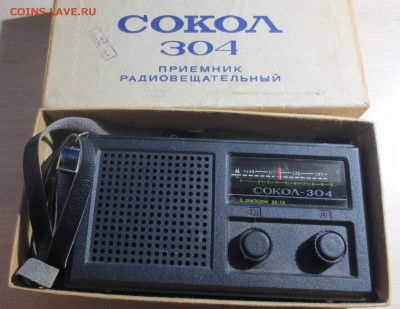 COINS.LAVE.RU
СОКОЛ
304
ПРИЕМНИК
РАДИОВЕЩАТЕЛЬНЫЙ
СОКОЛ-304